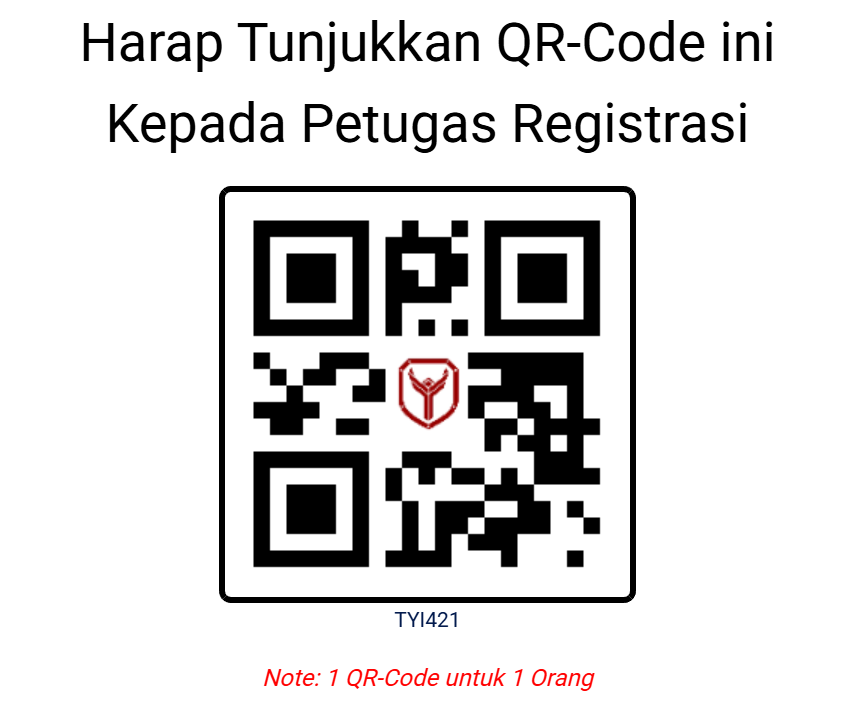 Harap Tunjukkan QR-Code ini
Kepada Petugas Registrasi
TYI421
Note: 1 QR-Code untuk 1 Orang